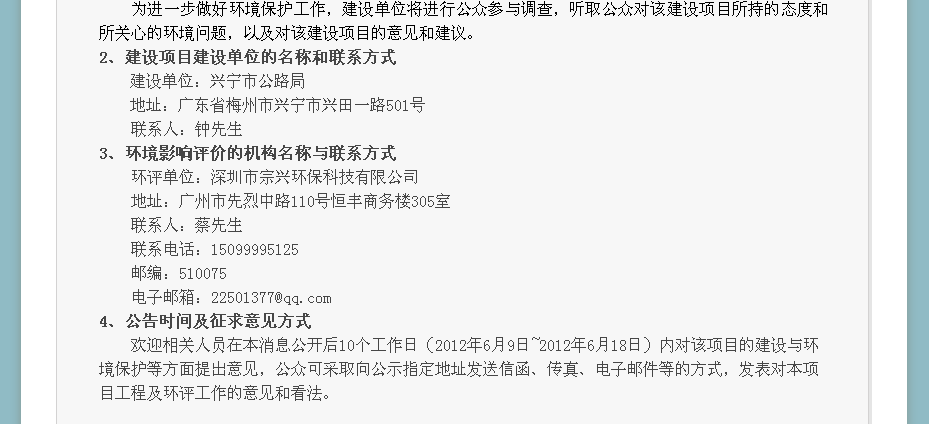 为进一步做好环境保护工作，建设单位将进行公众参与调查，听取公众对该建设项目所持的态度和
所关心的环境问题，以及对该建设项目的意见和建议。
2、建设项目建设单位的名称和联系方式
建设单位：兴宁市公路局
地址：广东省梅州市兴宁市兴田一路501号
联系人：钟先生
3、环境影响评价的机构名称与联系方式
环评单位：深圳市宗兴环保科技有限公司
地址：广州市先烈中路110号恒丰商务楼305室
联系人：蔡先生
联系电话：15099995125
邮编：510075
电子邮箱：22501377@qq.com
4、公告时间及征求意见方式
欢迎相关人员在本消息公开后10个工作日（2012年6月9日~2012年6月18日）内对该项目的建设与环
境保护等方面提出意见，公众可采取向公示指定地址发送信函、传真、电子邮件等的方式，发表对本项
目工程及环评工作的意见和看法。